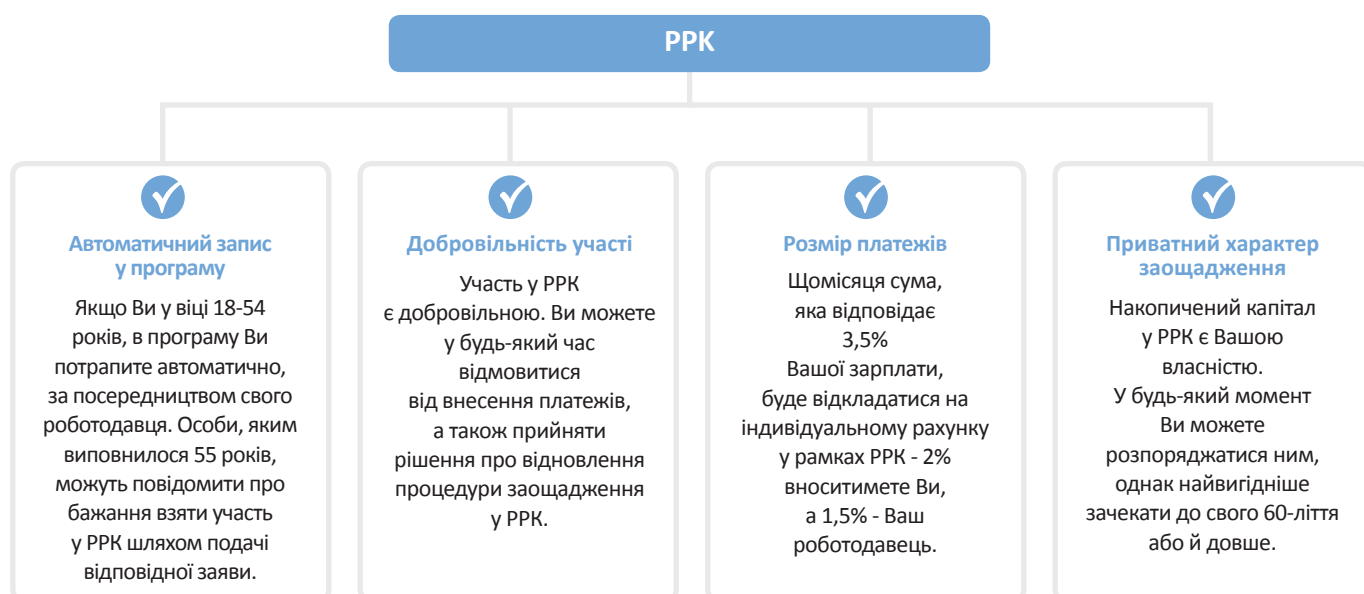 PPK
Автоматичний запис
у програму
Якщо Ви у віці 18-54
років, в програму Ви
потрапите автоматично,
за посередництвом свого
роботодавця. Особи, яким
виповнилося 55 років,
можуть повідомити про
бажання взяти участь
у РРК шляхом подачі
відповідної заяви.
Добровільність участі
Участь у РРК
є добровільною. Ви можете
у будь-який час
відмовитися
від внесення платежів,
а також прийняти
рішення про відновлення
процедури заощадження
у РРК.
Розмір платежів
Щомісяця сума,
яка відповідає
3,5%
Вашої зарплати,
буде відкладатися на
індивідуальному рахунку
у рамках РРК - 2%
вноситимете Ви,
а 1,5% - Ваш
роботодавець.
Приватний характер
заощадження
Накопичений капітал
у РРК є Вашою
власністю.
У будь-який момент
Ви можете
розпоряджатися ним,
однак найвигідніше
зачекати до свого 60-ліття
або й довше.